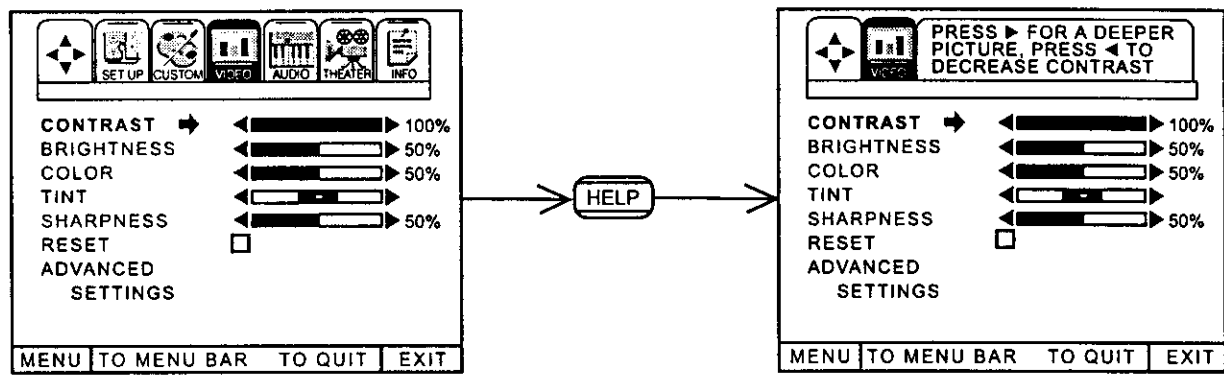 SET UP CUSTOM VIDEO AUDIO THEATER INFO
CONTRAST 100%
BRIGHTNESS 50%
COLOR 50%
TINT
SHARPNESS 50%
RESET
ADVANCED
SETTINGS
MENU TO MENU BAR TO QUIT EXIT
HELP
VIDEO
PRESS ▶ FOR A DEEPER
PICTURE, PRESS ◀ TO
DECREASE CONTRAST
CONTRAST 100%
BRIGHTNESS 50%
COLOR 50%
TINT
SHARPNESS 50%
RESET
ADVANCED
SETTINGS
MENU TO MENU BAR TO QUIT EXIT